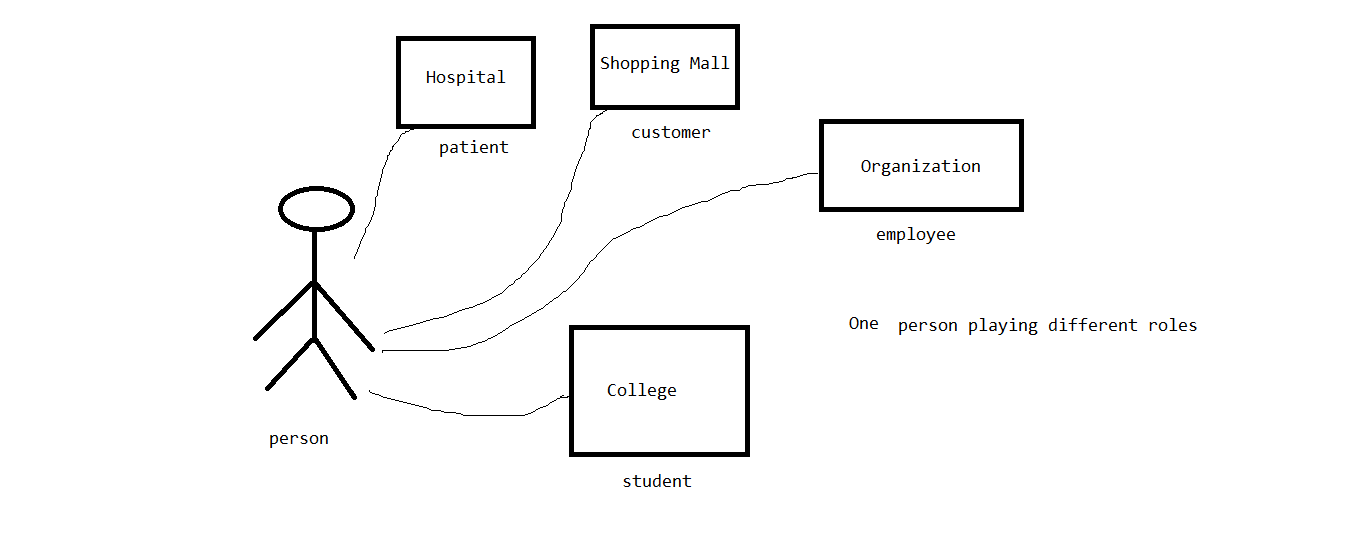 Hospital
patient
Shopping Mall
customer
Organization
employee
One person playing different roles
College
student
person